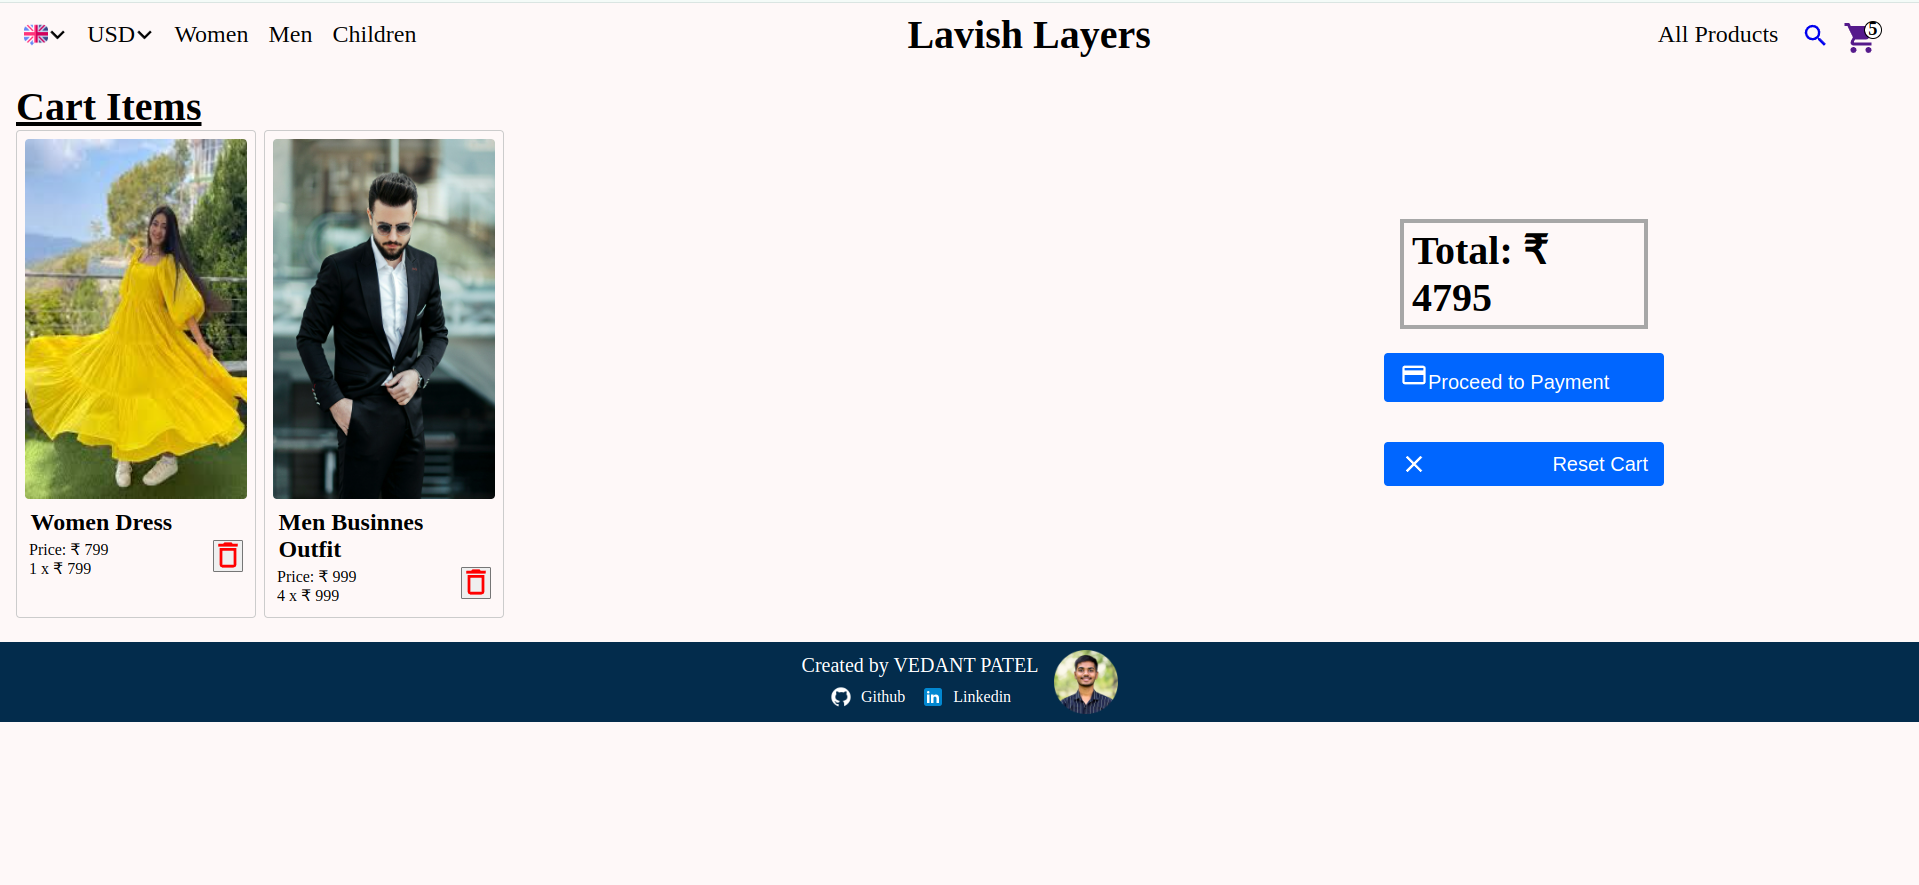 USD Women Men Children
Lavish Layers
All Products
5
Cart Items
Women Dress
Price: ₹ 799
1 x ₹ 799
Men Businnes
Outfit
Price: ₹ 999
4 x ₹ 999
Total: ₹
4795
Proceed to Payment
Reset Cart
Created by VEDANT PATEL
Github Linkedin